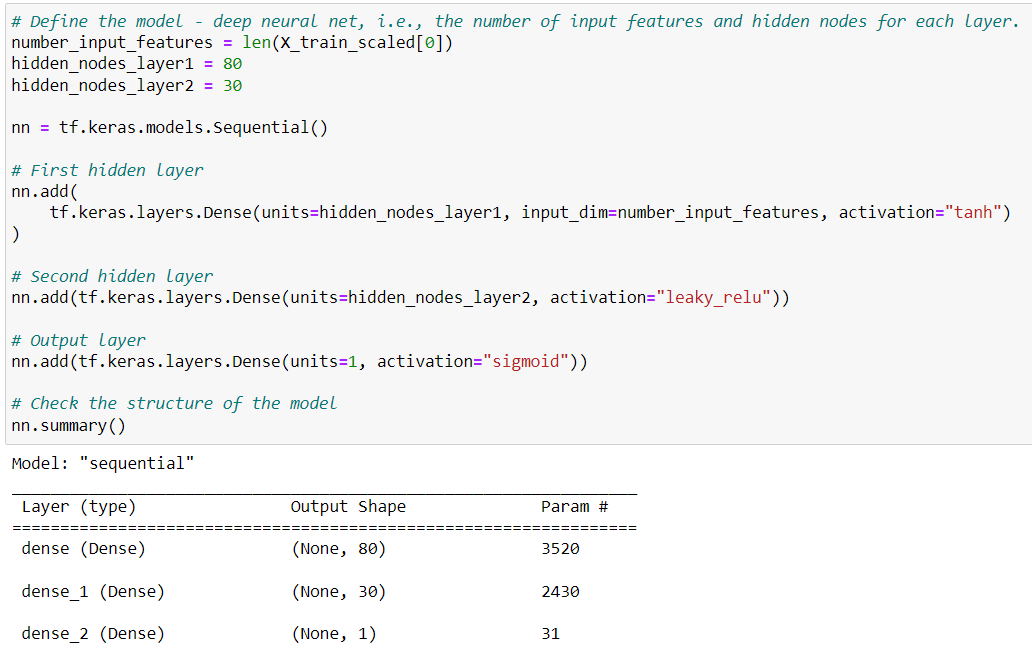 # Define the model - deep neural net, i.e., the number of input features and hidden nodes for each layer.
number_input_features = len(X_train_scaled[0])
hidden_nodes_layer1 = 80
hidden_nodes_layer2 = 30

nn = tf.keras.models.Sequential()

# First hidden layer
nn.add(
    tf.keras.layers.Dense(units=hidden_nodes_layer1, input_dim=number_input_features, activation="tanh")
)

# Second hidden layer
nn.add(tf.keras.layers.Dense(units=hidden_nodes_layer2, activation="leaky_relu"))

# Output layer
nn.add(tf.keras.layers.Dense(units=1, activation="sigmoid"))

# Check the structure of the model
nn.summary()
Model: "sequential"
_________________________________________________________________
 Layer (type)                Output Shape              Param #
=================================================================
 dense (Dense)               (None, 80)                3520

 dense_1 (Dense)             (None, 30)                2430

 dense_2 (Dense)             (None, 1)                 31